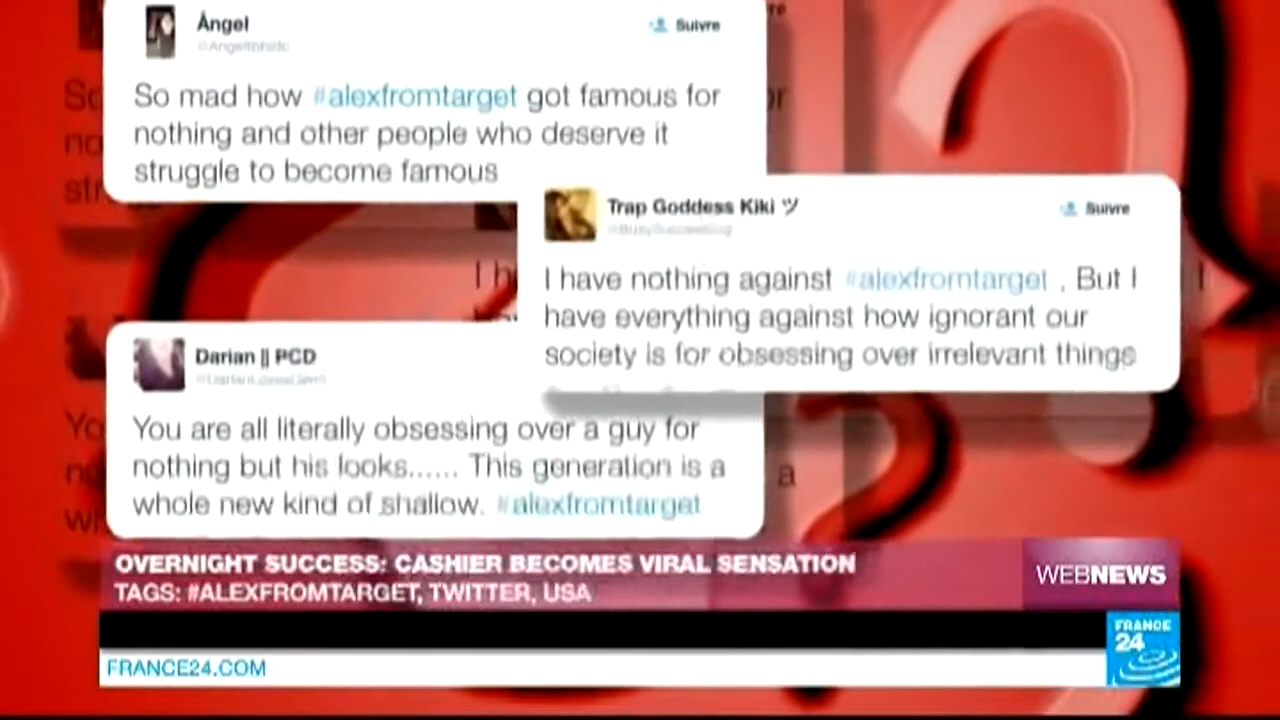 Ángel
Suivre
So mad how #alexfromtarget got famous for
nothing and other people who deserve it
struggle to become famous
Trap Goddess Kiki ツ
Suivre
I have nothing against #alexfromtarget . But I
have everything against how ignorant our
society is for obsessing over irrelevant things
Darian || PCD
You are all literally obsessing over a guy for
nothing but his looks...... This generation is a
whole new kind of shallow. #alexfromtarget
OVERNIGHT SUCCESS: CASHIER BECOMES VIRAL SENSATION
TAGS: #ALEXFROMTARGET, TWITTER, USA
WEBNEWS
FRANCE
24
FRANCE24.COM